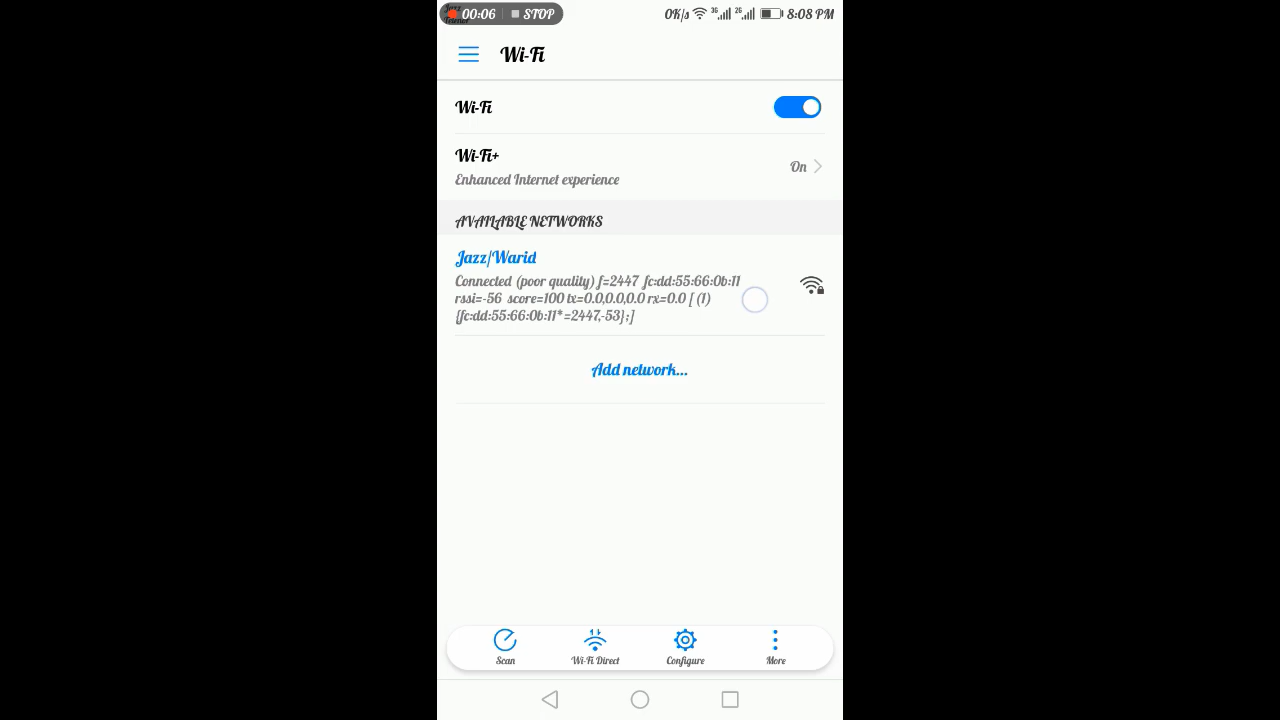 Jazz
00:06 STOP 0K/s 3G 2G 8:08 PM
Wi-Fi
Wi-Fi
Wi-Fi+
On
Enhanced Internet experience
AVAILABLE NETWORKS
Jazz/Warid
Connected (poor quality) f=2447 fc:dd:55:66:0b:11
rssi=-56 score=100 tx=0.0,0.0,0.0 rx=0.0 [ (1)
{fc:dd:55:66:0b:11*=2447,-53};]
Add network...
Scan Wi-Fi Direct Configure More